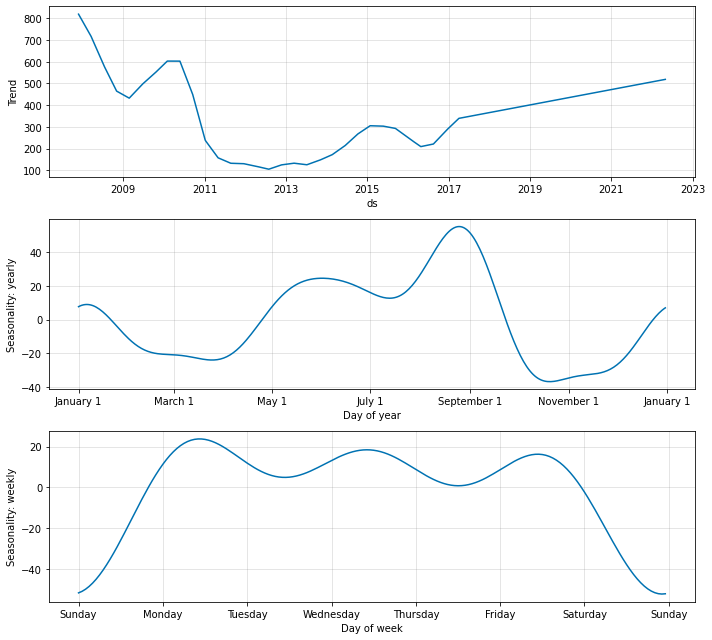 Trend
800
700
600
500
400
300
200
100
2009 2011 2013 2015 2017 2019 2021 2023
ds
Seasonality: yearly
40
20
0
−20
−40
January 1 March 1 May 1 July 1 September 1 November 1 January 1
Day of year
Seasonality: weekly
20
0
−20
−40
Sunday Monday Tuesday Wednesday Thursday Friday Saturday Sunday
Day of week